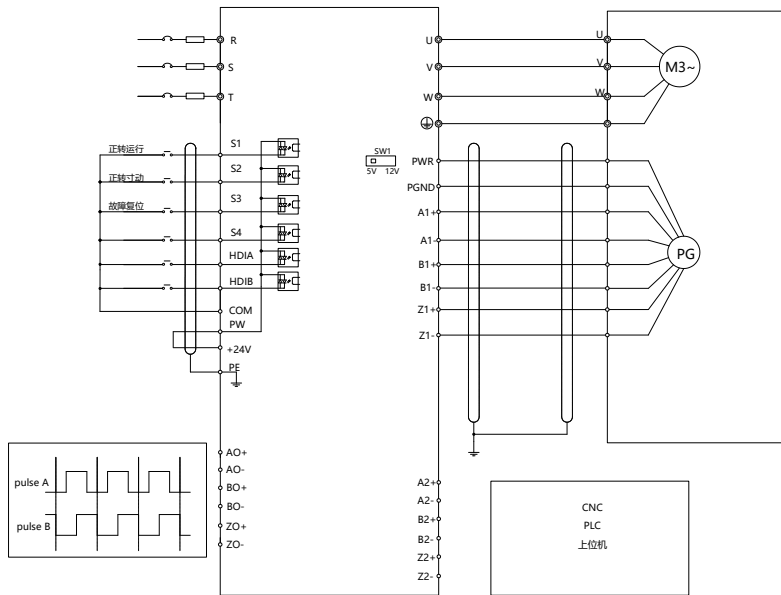 R
S
T
正转运行
正转寸动
故障复位
S1
S2
S3
S4
HDIA
HDIB
COM
PW
+24V
PE
AO+
AO-
BO+
BO-
ZO+
ZO-
pulse A
pulse B
U
V
W
SW1
5V 12V
PWR
PGND
A1+
A1-
B1+
B1-
Z1+
Z1-
A2+
A2-
B2+
B2-
Z2+
Z2-
U
V
W
M3~
PG
CNC
PLC
上位机